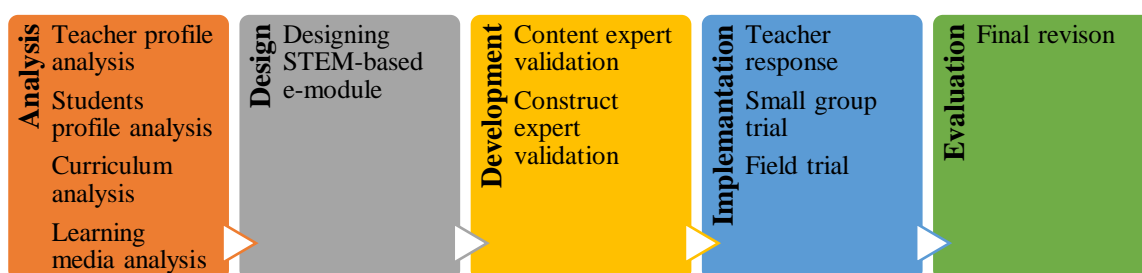 Analysis
Teacher profile
analysis
Students
profile analysis
Curriculum
analysis
Learning
media analysis
Design
Designing
STEM-based
e-module
Development
Content expert
validation
Construct
expert
validation
Implemantation
Teacher
response
Small group
trial
Field trial
Evaluation
Final revison